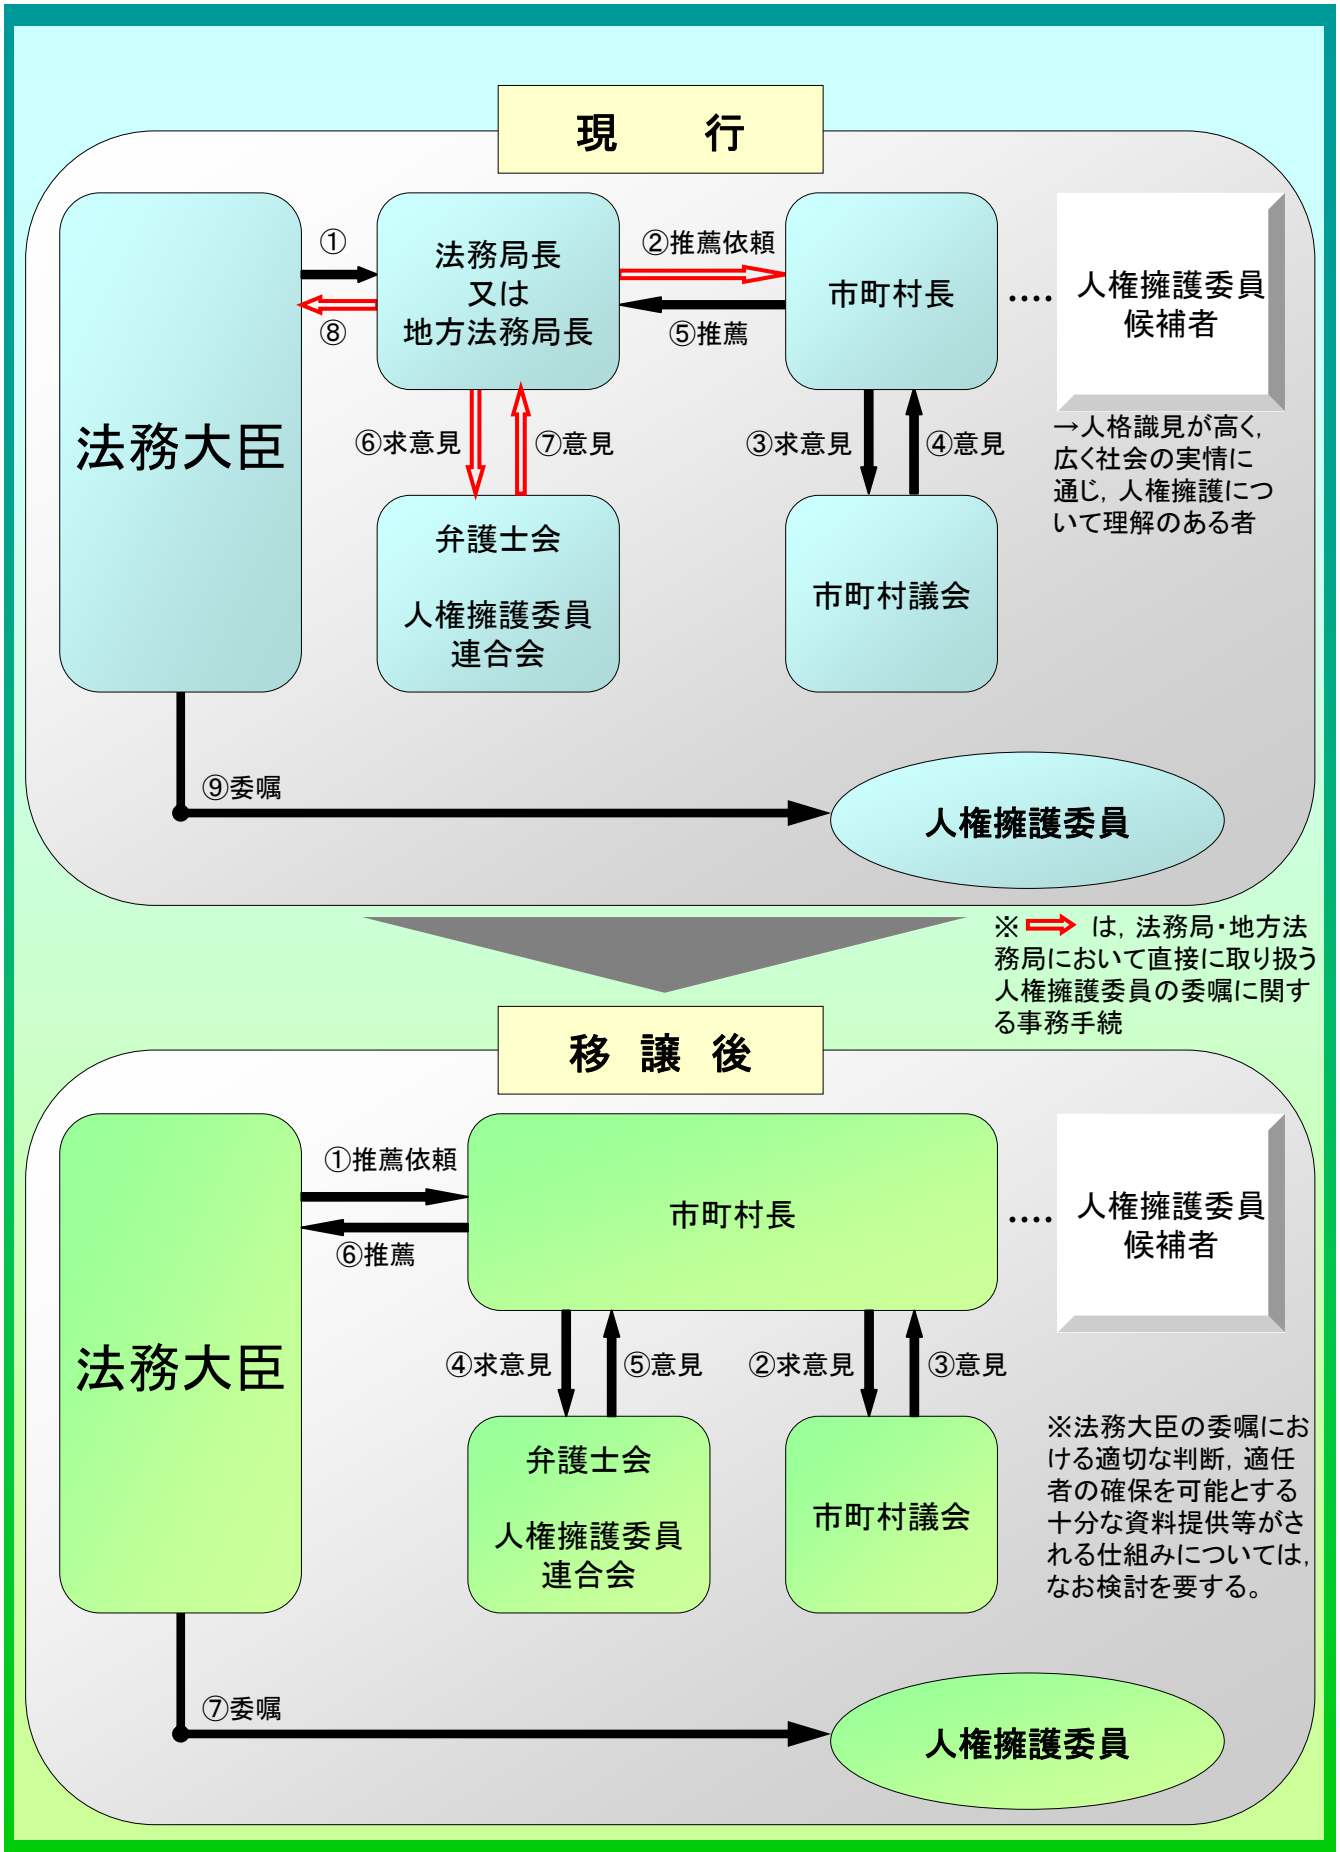 現　　行
法務大臣
①
⑧
法務局長
又は
地方法務局長
②推薦依頼
⑤推薦
市町村長
‥‥
人権擁護委員
候補者
→人格識見が高く，
広く社会の実情に
通じ，人権擁護につ
いて理解のある者
⑥求意見
⑦意見
③求意見
④意見
弁護士会
人権擁護委員
連合会
市町村議会
⑨委嘱
人権擁護委員
※ は，法務局・地方法
務局において直接に取り扱う
人権擁護委員の委嘱に関す
る事務手続
移 譲 後
法務大臣
①推薦依頼
⑥推薦
市町村長
‥‥
人権擁護委員
候補者
④求意見
⑤意見
②求意見
③意見
弁護士会
人権擁護委員
連合会
市町村議会
※法務大臣の委嘱にお
ける適切な判断，適任
者の確保を可能とする
十分な資料提供等がさ
れる仕組みについては，
なお検討を要する。
⑦委嘱
人権擁護委員